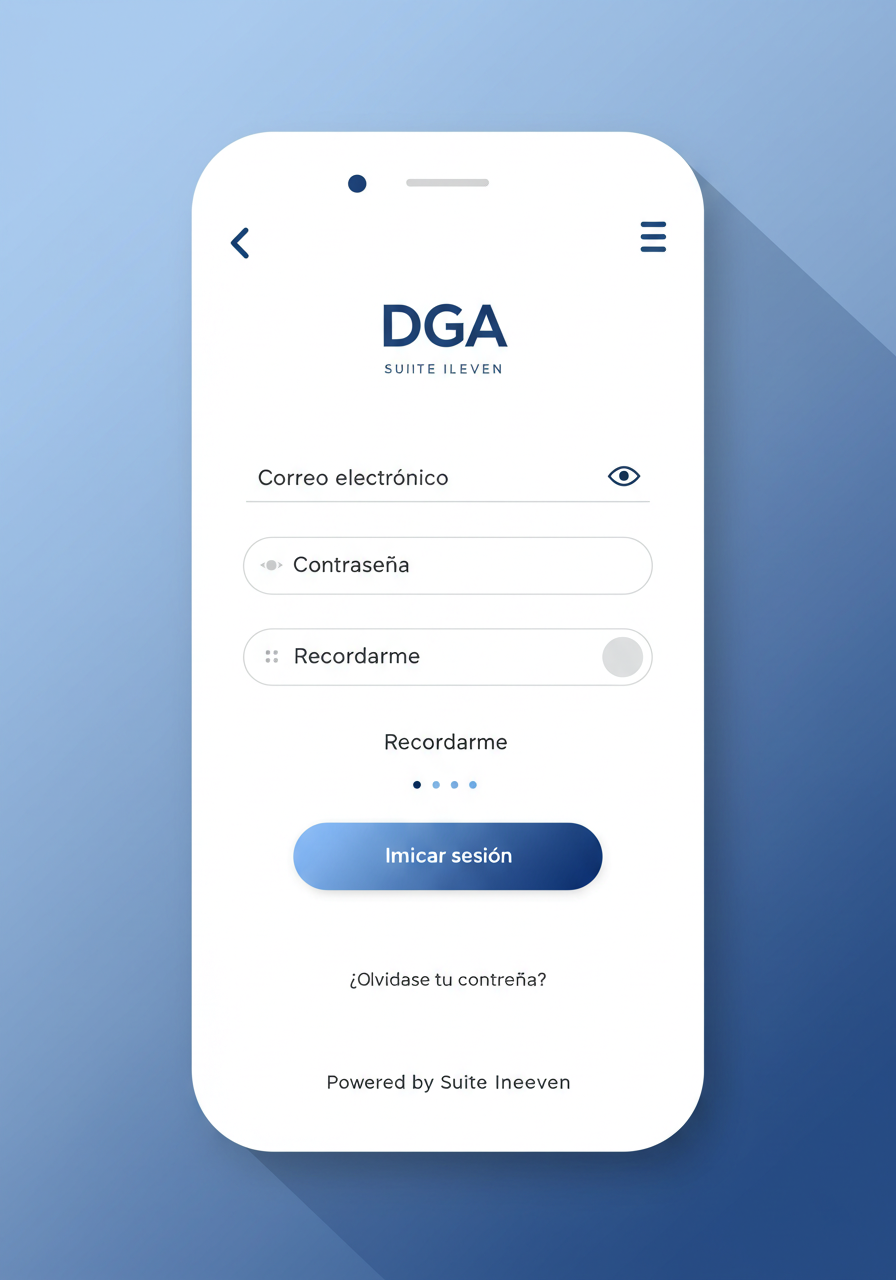 DGA
SUIITE ILEVEN
Correo electrónico
Contraseña
Recordarme
Recordarme
Imicar sesión
¿Olvidase tu contreña?
Powered by Suite Ineeven